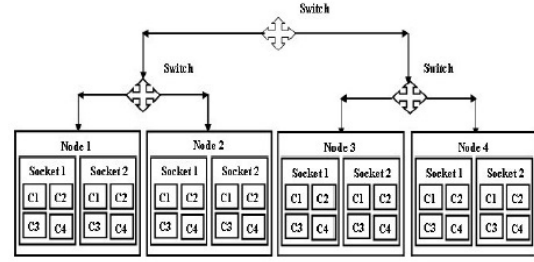 Switch
Switch
Switch
Node 1
Node 2
Node 3
Node 4
Socket 1 Socket 2
Socket 1 Socket 2
Socket 1 Socket 2
Socket 1 Socket 2
C1 C2 C1 C2 C1 C2 C1 C2 C1 C2 C1 C2 C1 C2 C1 C2
C3 C4 C3 C4 C3 C4 C3 C4 C3 C4 C3 C4 C3 C4 C3 C4